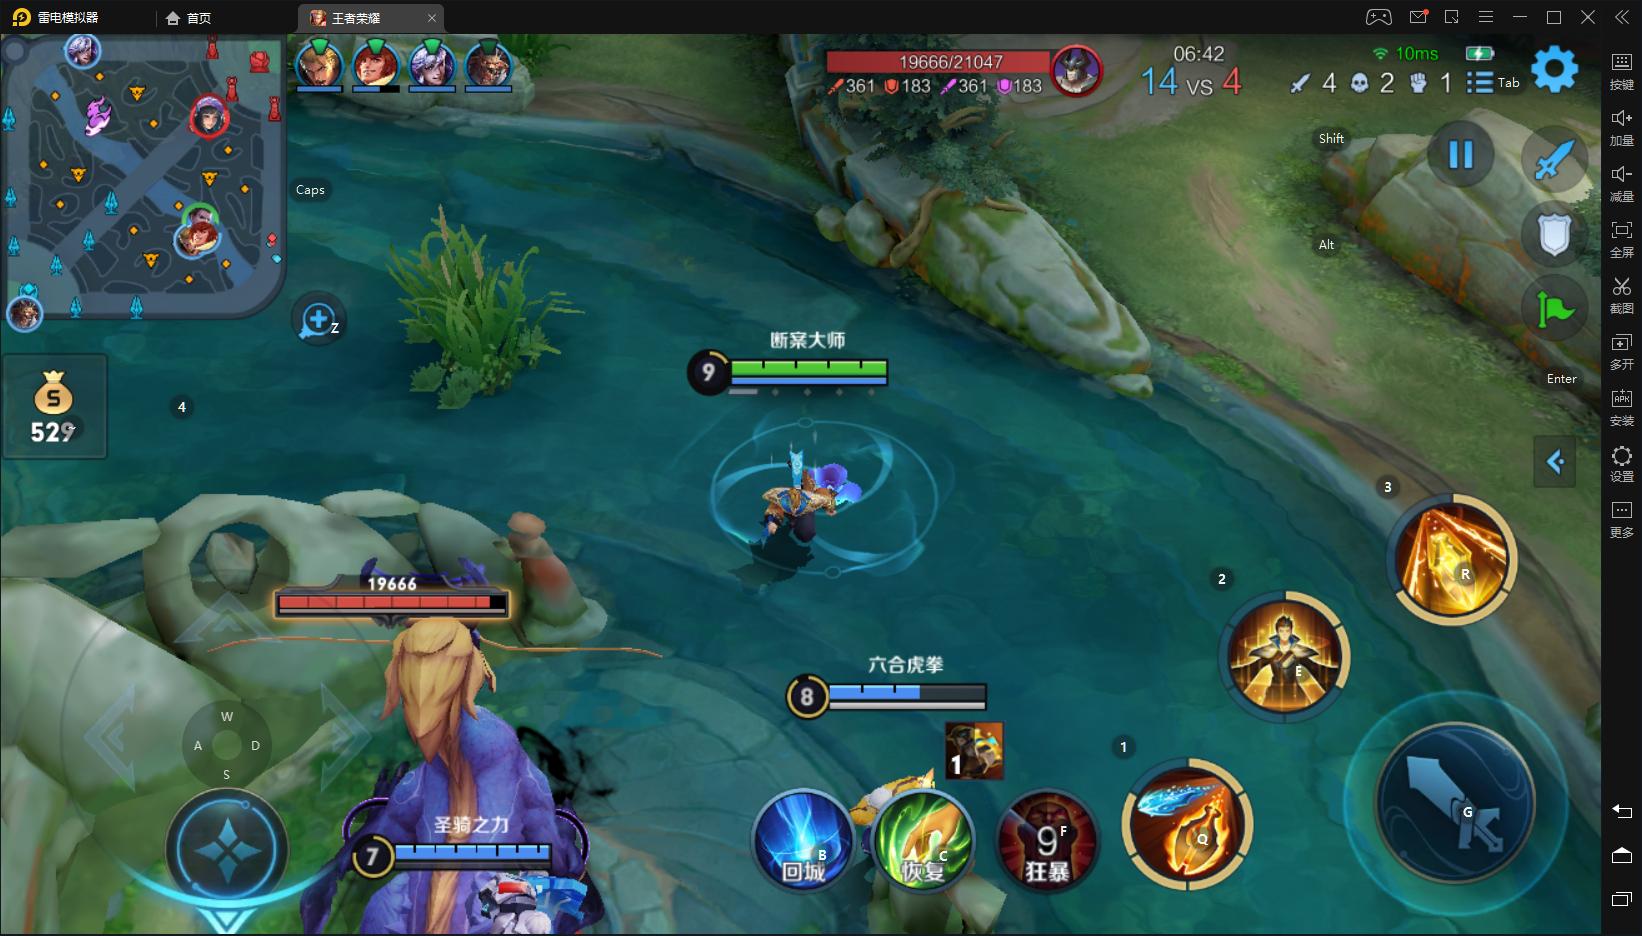 雷电模拟器
首页
王者荣耀
19666/21047
361 183 361 183
06:42
14 VS 4
10ms
4 2 1
Tab
按键
加量
减量
全屏
截图
多开
安装
设置
更多
APK
Shift
Caps
Alt
Z
Enter
S
529
4
断案大师
9
3
R
2
E
19666
六合虎拳
8
1
1
W
A D
S
圣骑之力
7
B
回城
C
恢复
9
F
狂暴
Q
G